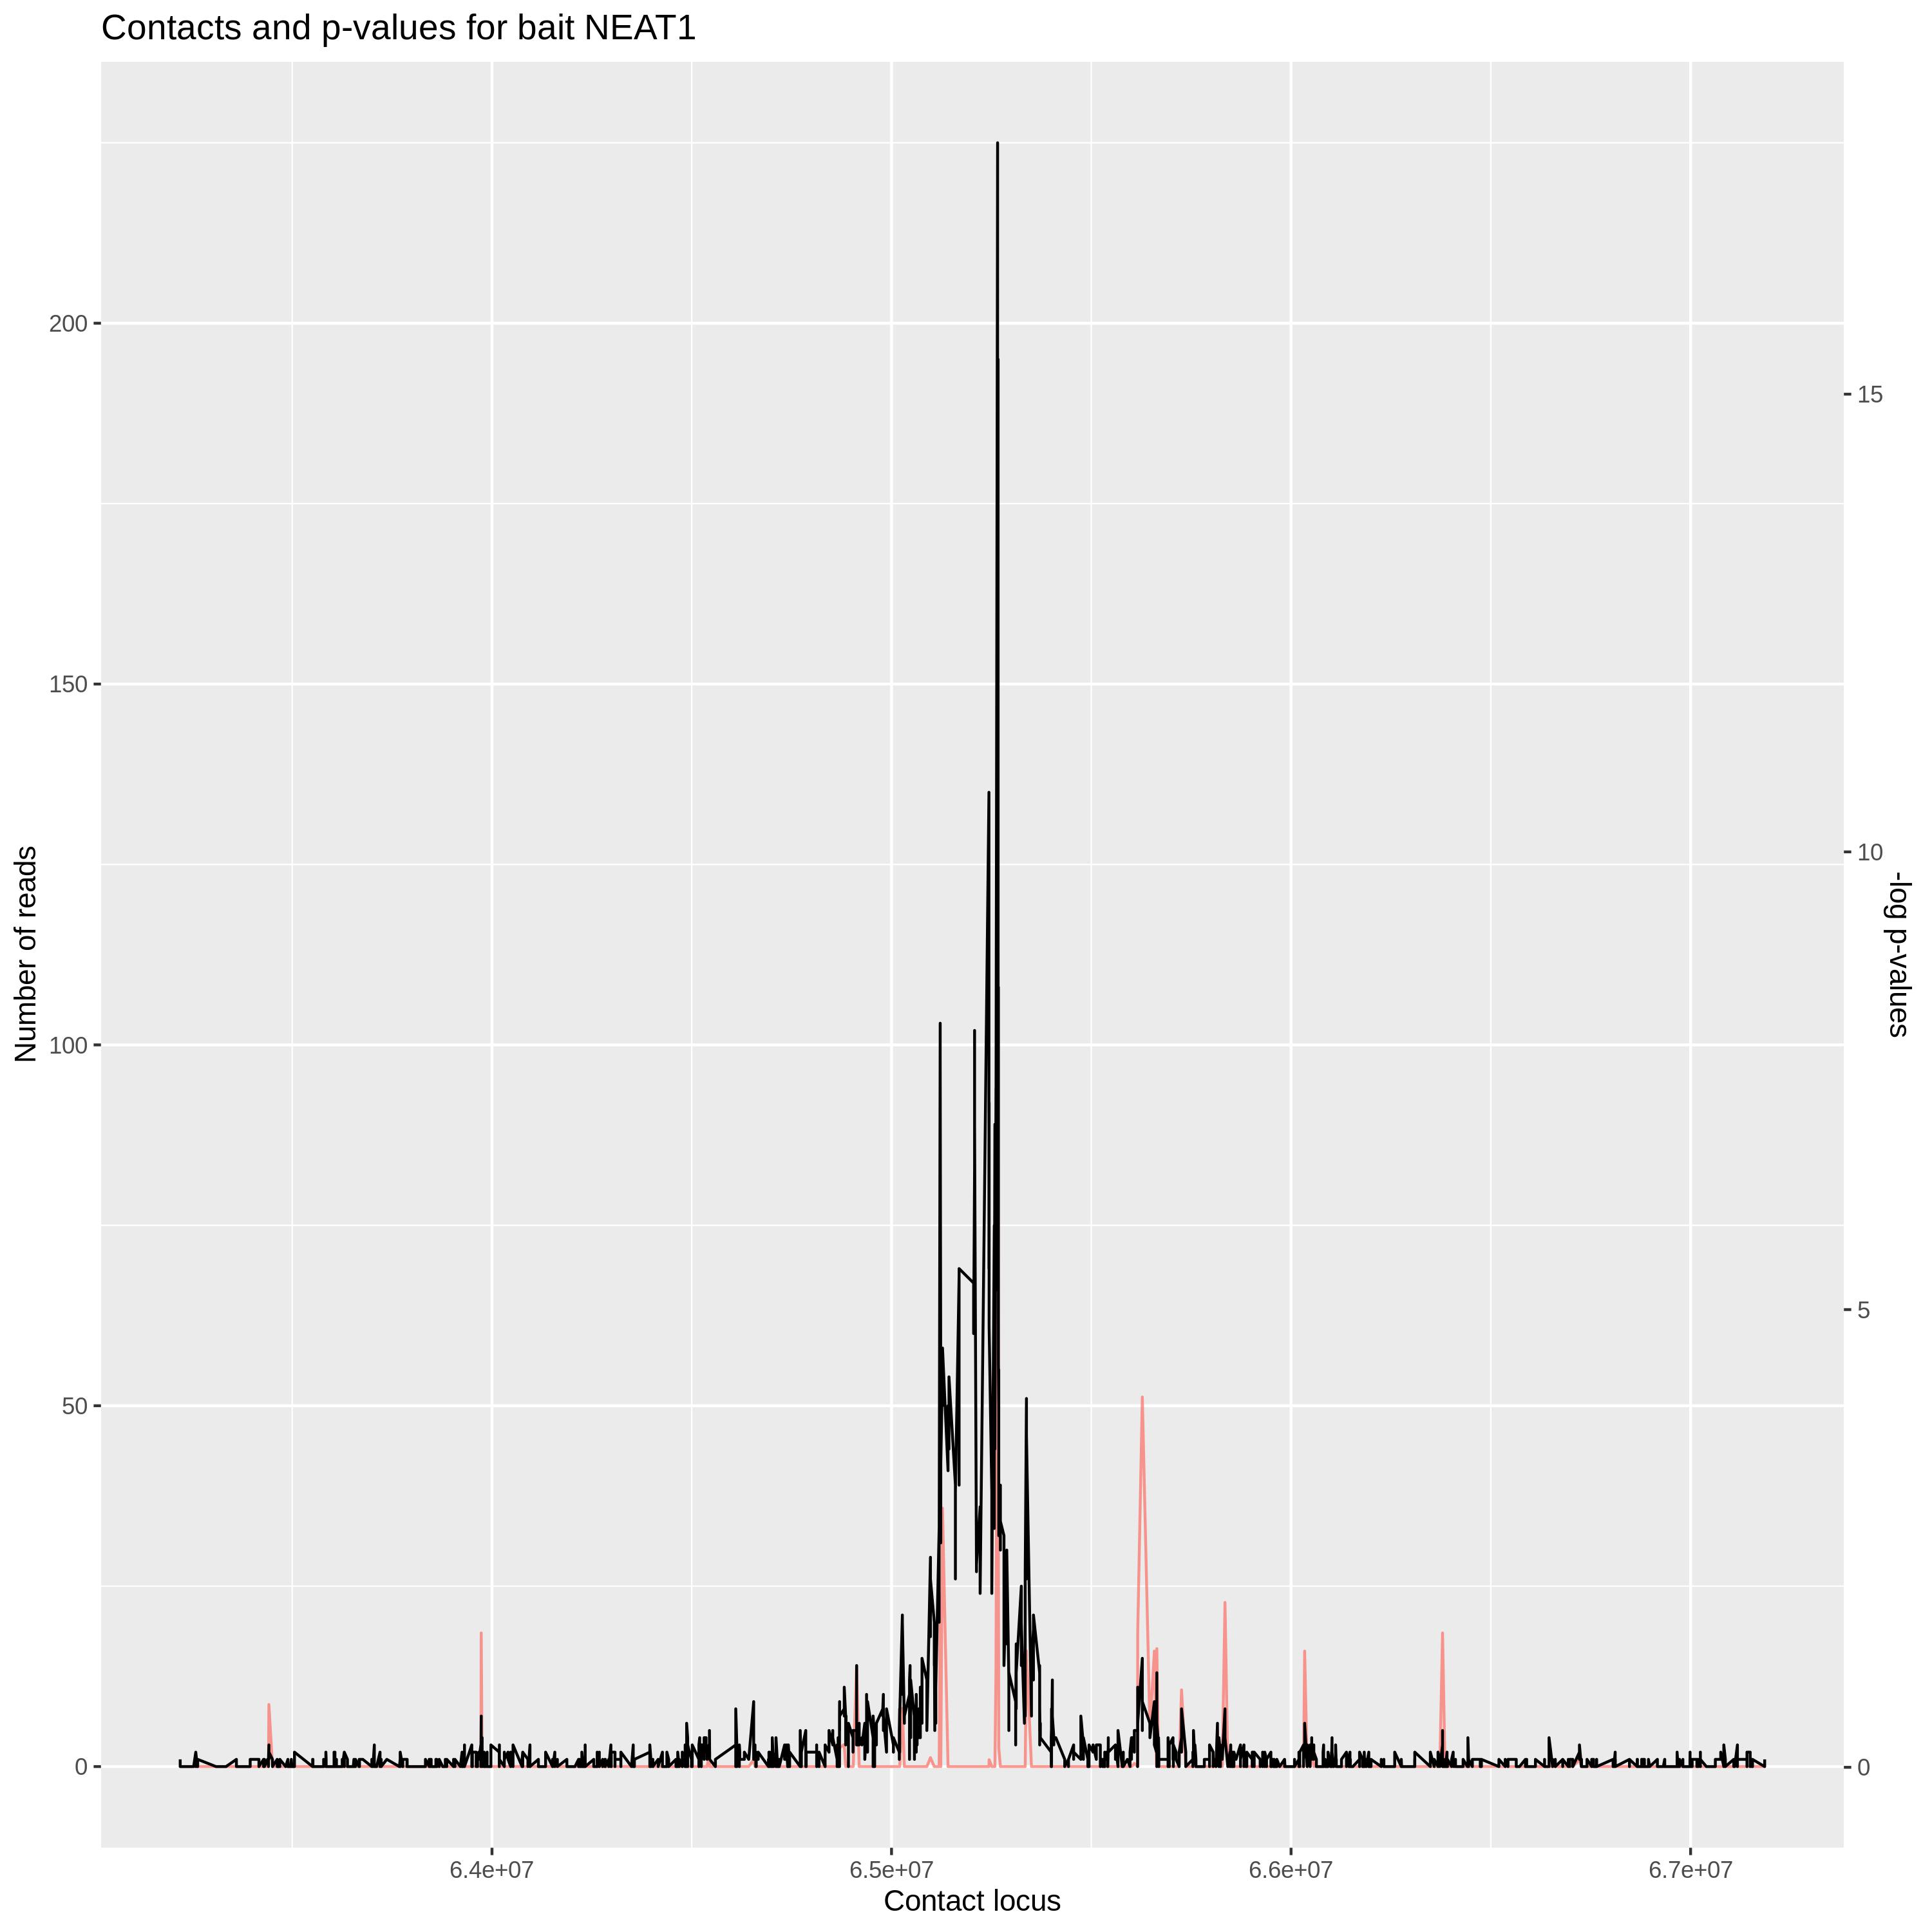 Contacts and p-values for bait NEAT1
Number of reads
200
150
100
50
0
15
10
5
0
-log p-values
6.4e+07
6.5e+07
6.6e+07
6.7e+07
Contact locus